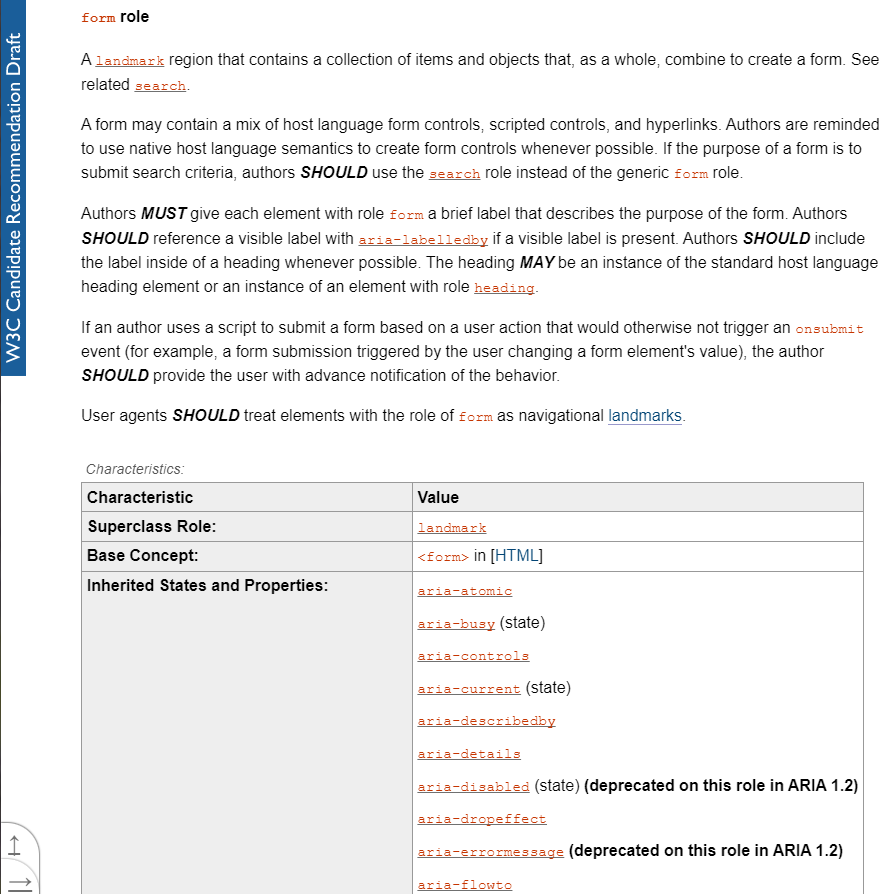 W3C Candidate Recommendation Draft
form role
A landmark region that contains a collection of items and objects that, as a whole, combine to create a form. See
related search.
A form may contain a mix of host language form controls, scripted controls, and hyperlinks. Authors are reminded
to use native host language semantics to create form controls whenever possible. If the purpose of a form is to
submit search criteria, authors SHOULD use the search role instead of the generic form role.
Authors MUST give each element with role form a brief label that describes the purpose of the form. Authors
SHOULD reference a visible label with aria-labelledby if a visible label is present. Authors SHOULD include
the label inside of a heading whenever possible. The heading MAY be an instance of the standard host language
heading element or an instance of an element with role heading.
If an author uses a script to submit a form based on a user action that would otherwise not trigger an onsubmit
event (for example, a form submission triggered by the user changing a form element's value), the author
SHOULD provide the user with advance notification of the behavior.
User agents SHOULD treat elements with the role of form as navigational landmarks.
Characteristics:
Characteristic Value
Superclass Role: landmark
Base Concept: <form> in [HTML]
Inherited States and Properties: aria-atomic
aria-busy (state)
aria-controls
aria-current (state)
aria-describedby
aria-details
aria-disabled (state) (deprecated on this role in ARIA 1.2)
aria-dropeffect
aria-errormessage (deprecated on this role in ARIA 1.2)
aria-flowto